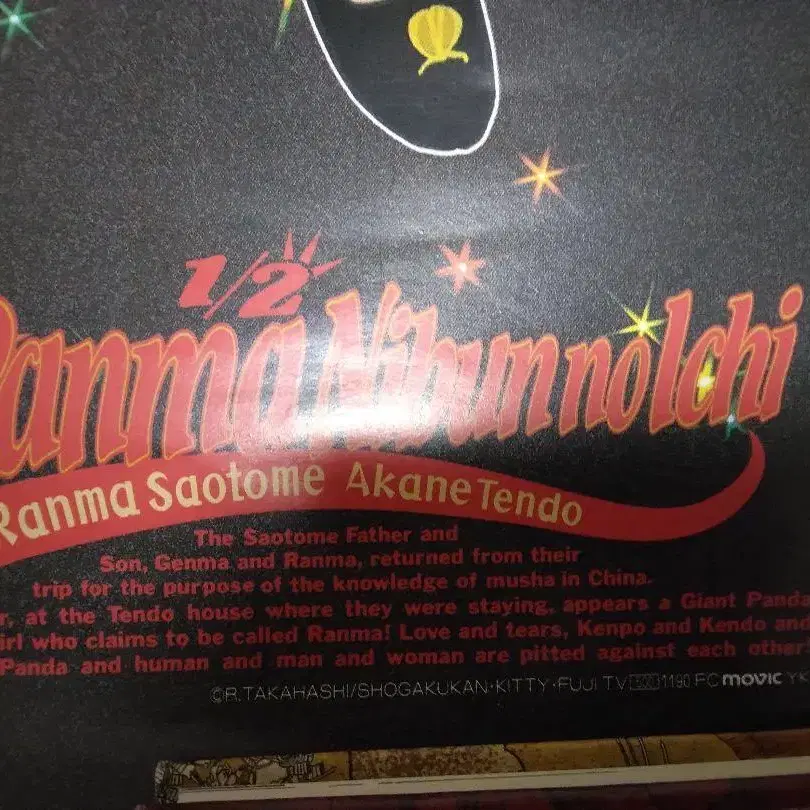 1/2
Ranma Nibun no Ichi
Ranma Saotome Akane Tendo
The Saotome Father and
Son, Genma and Ranma, returned from their
trip for the purpose of the knowledge of musha in China.
r, at the Tendo house where they were staying, appears a Giant Panda
irl who claims to be called Ranma! Love and tears, Kenpo and Kendo and
Panda and human and man and woman are pitted against each other!
©R.TAKAHASHI/SHOGAKUKAN·KITTY·FUJI TV 1190 FC movic YK